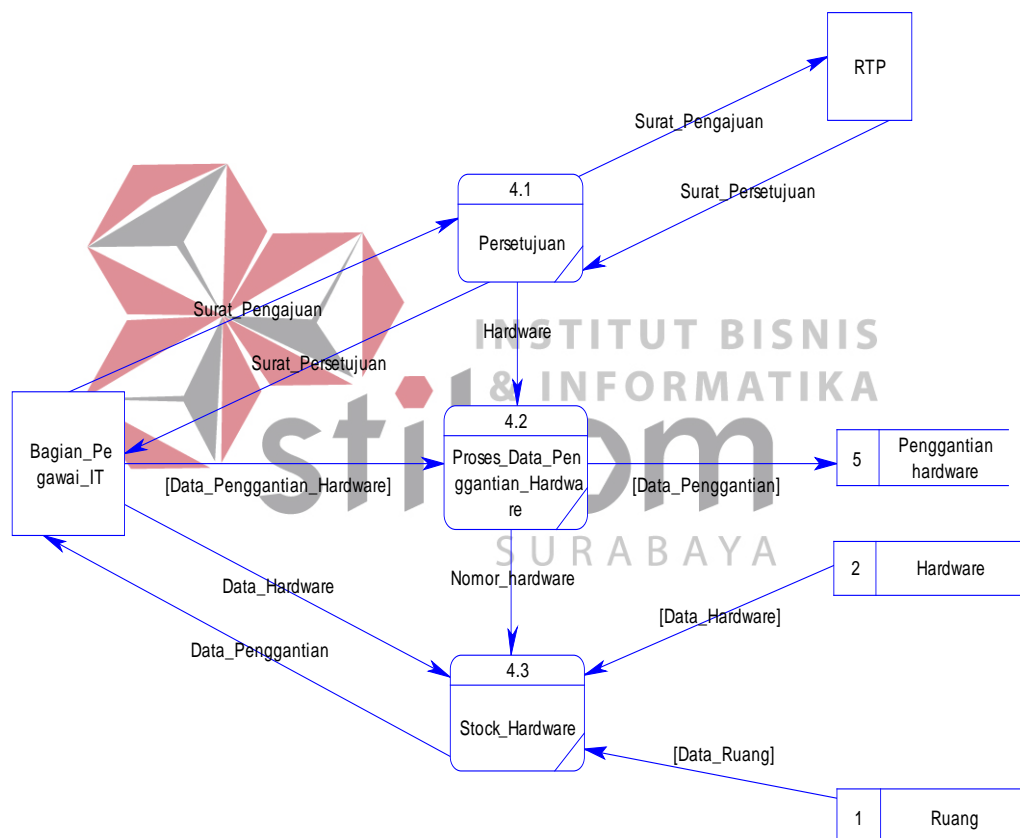 RTP
Surat_Pengajuan
4.1
Surat_Persetujuan
Persetujuan
Surat_Pengajuan
INSTITUT BISNIS
Hardware
Surat_Persetujuan
& INFORMATIKA
stikom
4.2
Bagian_Pe
gawai_IT
Proses_Data_Pen
ggantian_Hardwa
re
5
Penggantian
hardware
[Data_Penggantian_Hardware]
[Data_Penggantian]
SURABAYA
Nomor_hardware
2
Hardware
Data_Hardware
[Data_Hardware]
Data_Penggantian
4.3
Stock_Hardware
[Data_Ruang]
1
Ruang